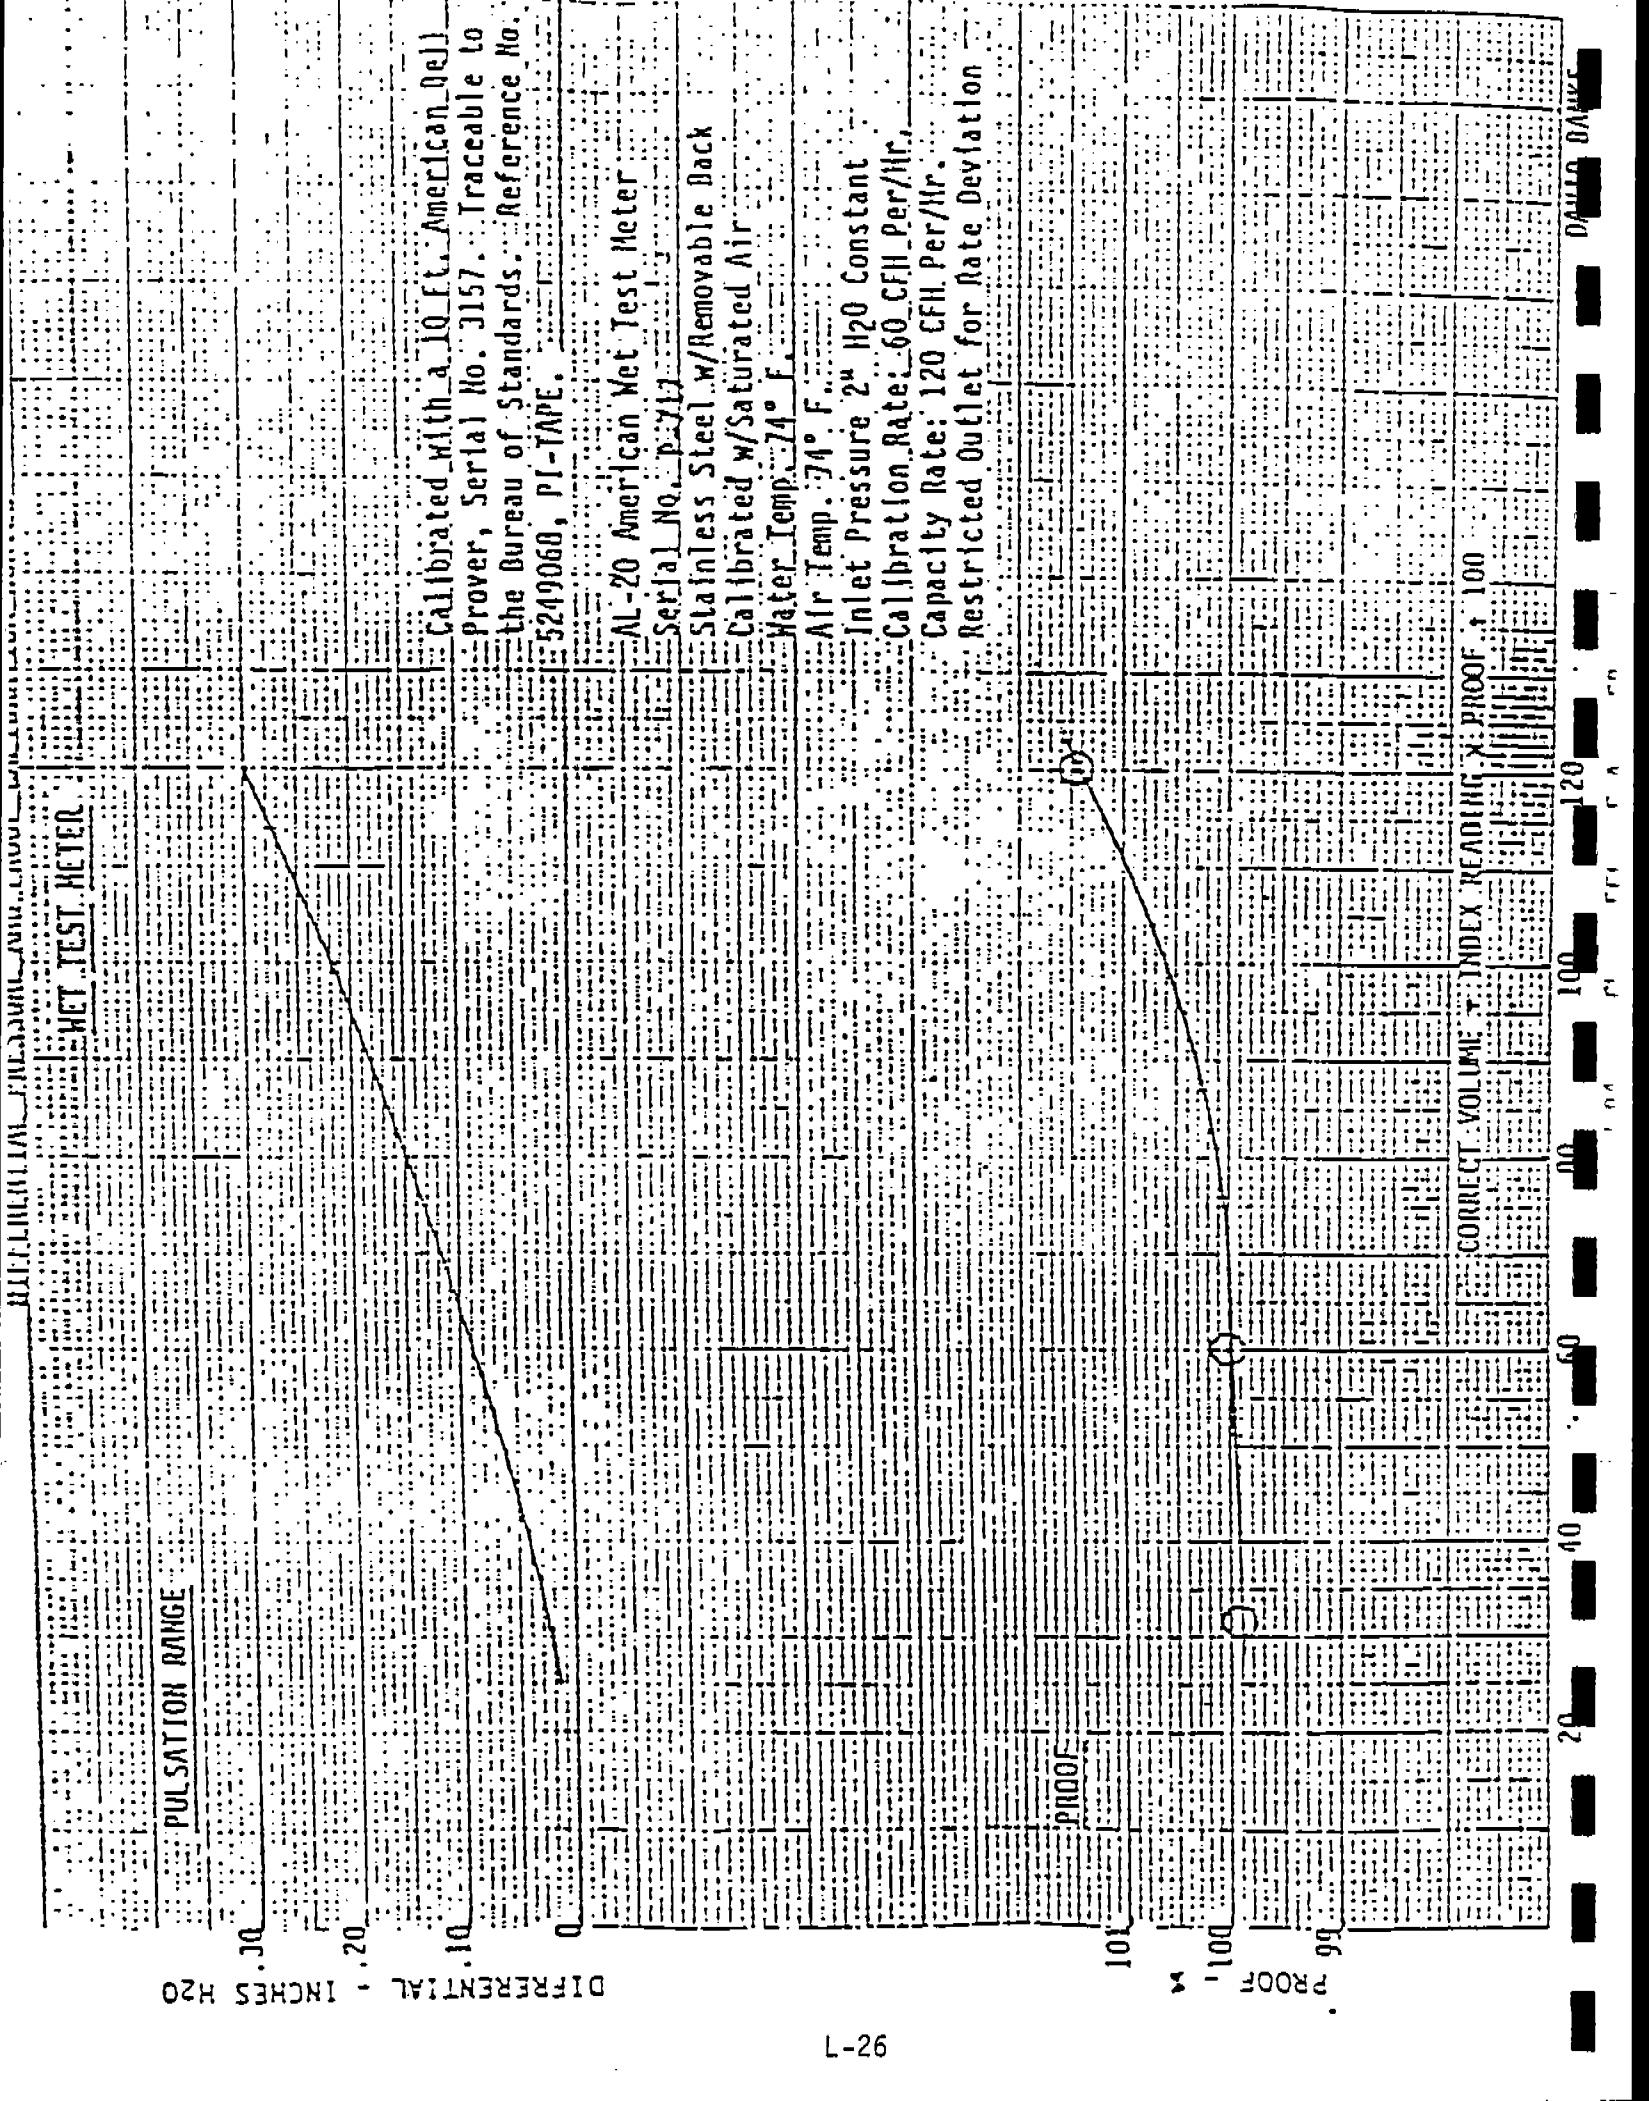 WET TEST METER
PULSATION RANGE
Calibrated with a 10 Ft. American Bell
Prover, Serial No. 3157. Traceable to
the Bureau of Standards. Reference No.
5249060, PI-TAPE.
AL-20 American Wet Test Meter
Serial No.
Stainless Steel w/Removable Back
Calibrated w/Saturated Air
Water Temp. 74° F.
Air Temp. 74° F.
Inlet Pressure 2" H2O Constant
Calibration Rate: 60 CFH Per/Hr.
Capacity Rate: 120 CFH Per/Hr.
Restricted Outlet for Rate Deviation
DIFFERENTIAL - INCHES H2O
.30
.20
.10
0
PROOF
PROOF - %
101
100
99
CORRECT VOLUME = INDEX READING X PROOF ÷ 100
20
40
60
80
100
120
L-26